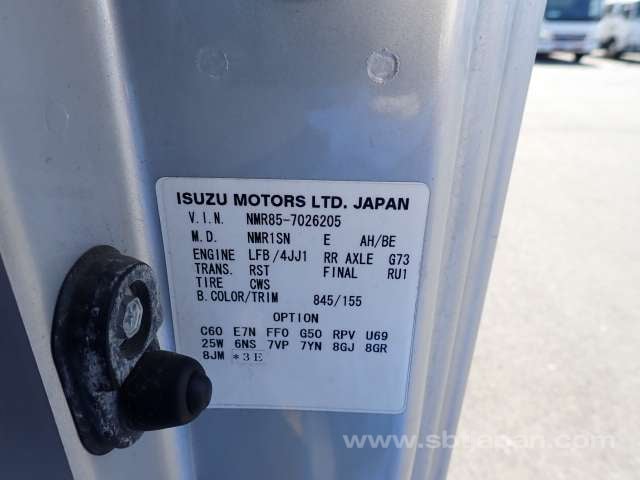 ISUZU MOTORS LTD. JAPAN
V.I.N. NMR85-7026205
M.D. NMR1SN E AH/BE
ENGINE LFB/4JJ1 RR AXLE G73
TRANS. RST FINAL RU1
TIRE CWS
B.COLOR/TRIM 845/155
OPTION
C60 E7N FF0 G50 RPV U69
25W 6NS 7VP 7YN 8GJ 8GR
8JM *3E
www.sbtjapan.com